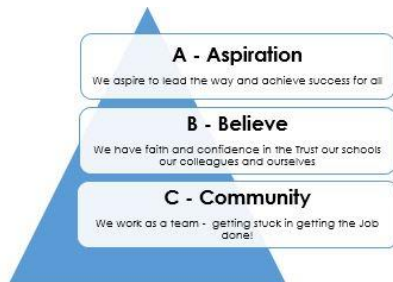 A - Aspiration
We aspire to lead the way and achieve success for all
B - Believe
We have faith and confidence in the Trust our schools
our colleagues and ourselves
C - Community
We work as a team - getting stuck in getting the Job
done!